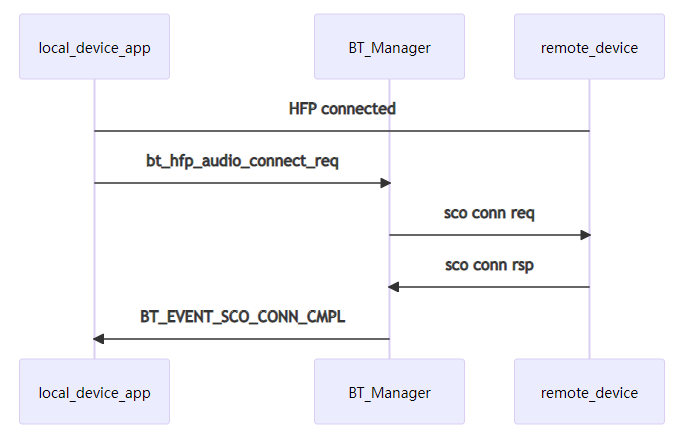 local_device_app
BT_Manager
remote_device
HFP connected
bt_hfp_audio_connect_req
sco conn req
sco conn rsp
BT_EVENT_SCO_CONN_CMPL
local_device_app
BT_Manager
remote_device